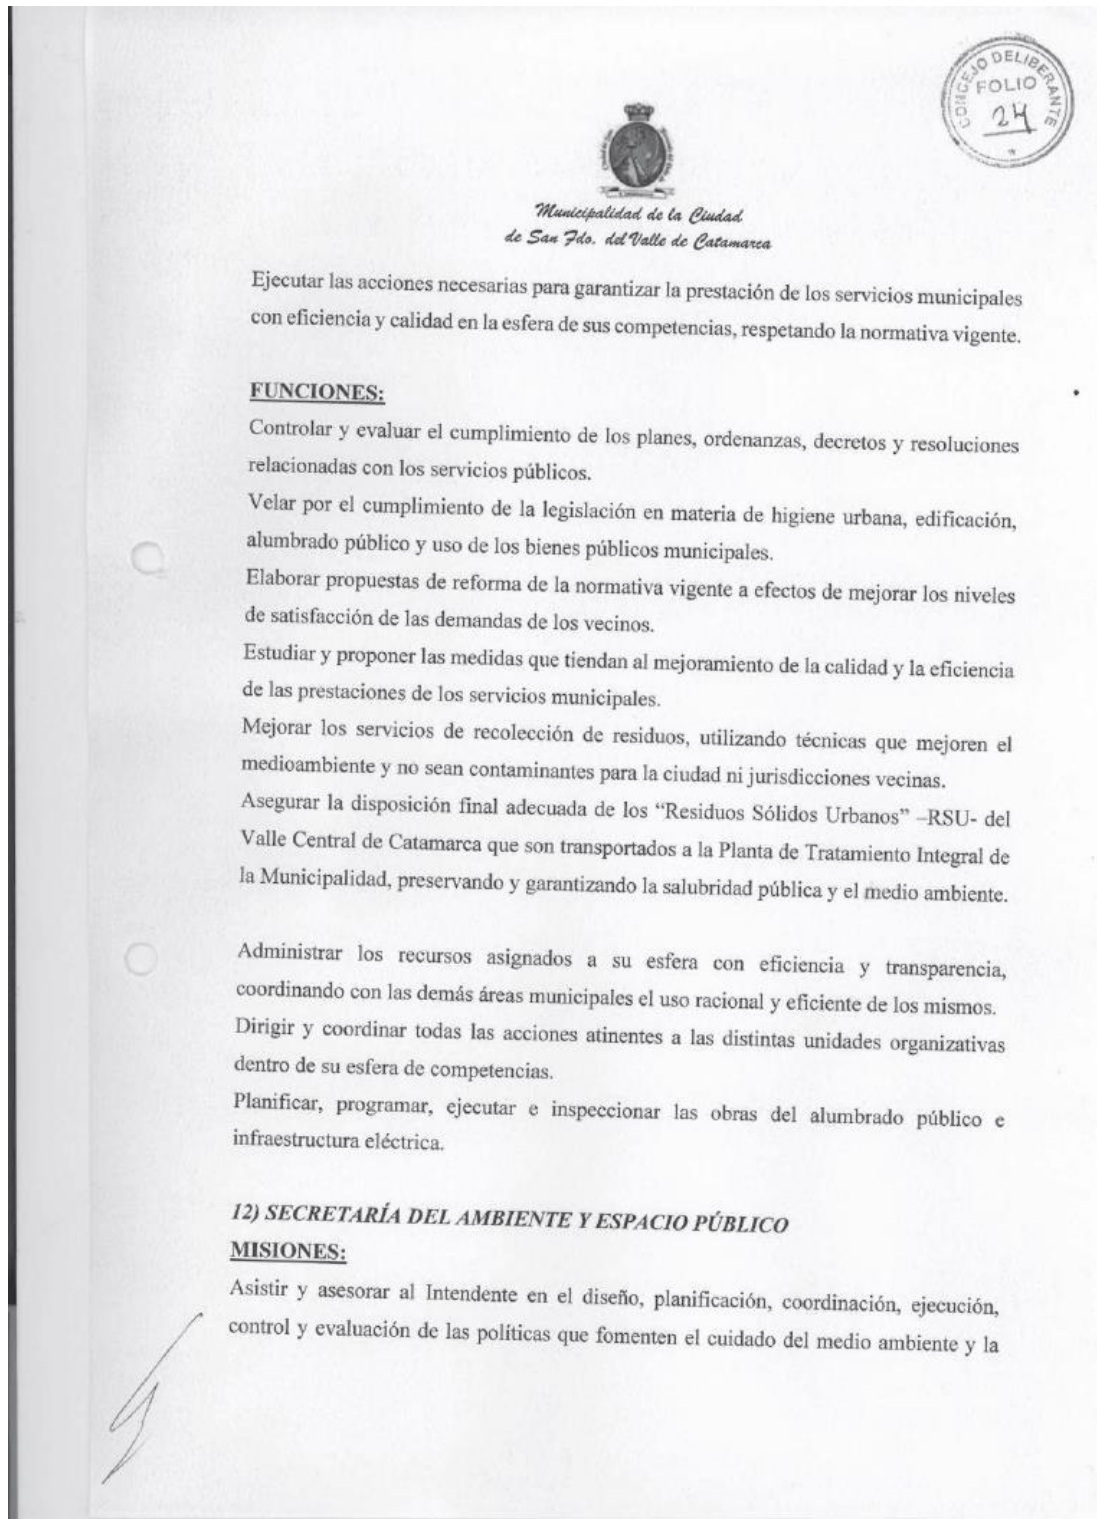 CONCEJO DELIBERANTE
FOLIO
24
Municipalidad de la Ciudad
de San Fdo. del Valle de Catamarca
Ejecutar las acciones necesarias para garantizar la prestación de los servicios municipales
con eficiencia y calidad en la esfera de sus competencias, respetando la normativa vigente.
FUNCIONES:
Controlar y evaluar el cumplimiento de los planes, ordenanzas, decretos y resoluciones
relacionadas con los servicios públicos.
Velar por el cumplimiento de la legislación en materia de higiene urbana, edificación,
alumbrado público y uso de los bienes públicos municipales.
Elaborar propuestas de reforma de la normativa vigente a efectos de mejorar los niveles
de satisfacción de las demandas de los vecinos.
Estudiar y proponer las medidas que tiendan al mejoramiento de la calidad y la eficiencia
de las prestaciones de los servicios municipales.
Mejorar los servicios de recolección de residuos, utilizando técnicas que mejoren el
medioambiente y no sean contaminantes para la ciudad ni jurisdicciones vecinas.
Asegurar la disposición final adecuada de los “Residuos Sólidos Urbanos” –RSU- del
Valle Central de Catamarca que son transportados a la Planta de Tratamiento Integral de
la Municipalidad, preservando y garantizando la salubridad pública y el medio ambiente.
Administrar los recursos asignados a su esfera con eficiencia y transparencia,
coordinando con las demás áreas municipales el uso racional y eficiente de los mismos.
Dirigir y coordinar todas las acciones atinentes a las distintas unidades organizativas
dentro de su esfera de competencias.
Planificar, programar, ejecutar e inspeccionar las obras del alumbrado público e
infraestructura eléctrica.
12) SECRETARÍA DEL AMBIENTE Y ESPACIO PÚBLICO
MISIONES:
Asistir y asesorar al Intendente en el diseño, planificación, coordinación, ejecución,
control y evaluación de las políticas que fomenten el cuidado del medio ambiente y la